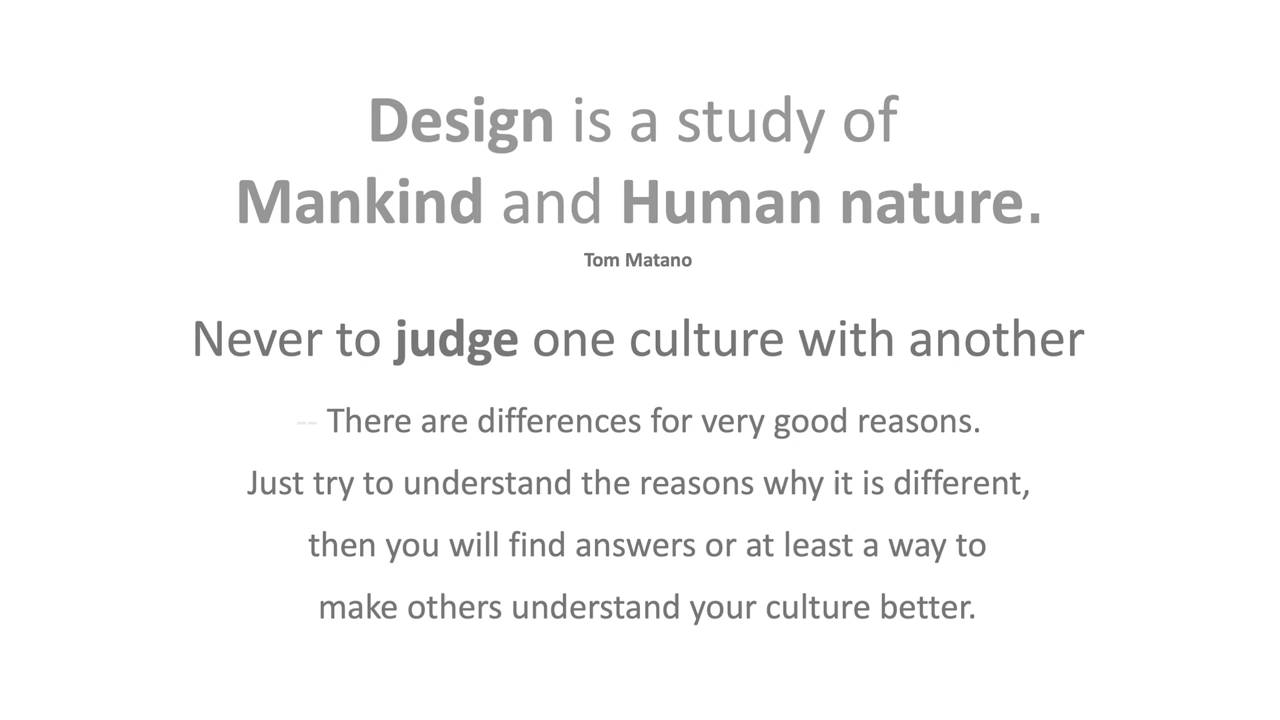 Design is a study of
Mankind and Human nature.
Tom Matano
Never to judge one culture with another
-- There are differences for very good reasons.
Just try to understand the reasons why it is different,
then you will find answers or at least a way to
make others understand your culture better.